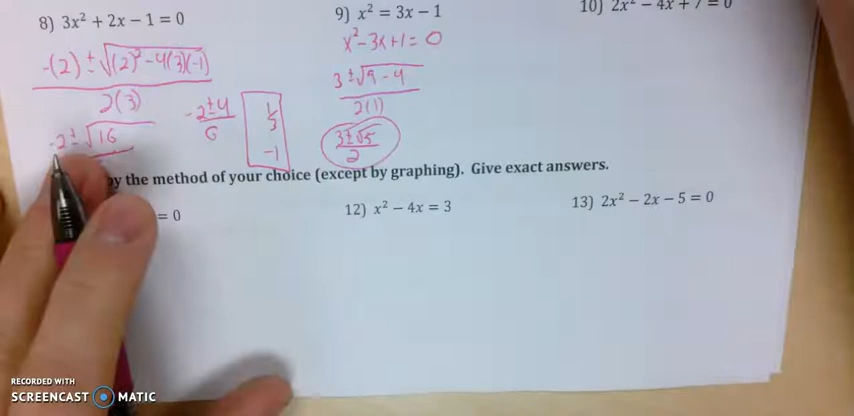 8) 3x² + 2x − 1 = 0
-(2) ± √(2)² - 4(3)(-1)
2(3)
-2 ± √16
-2 ± 4
6
1/3
-1
9) x² = 3x − 1
x² - 3x + 1 = 0
3 ± √9 - 4
2(1)
3 ± √5
2
10) 2x² − 4x + 7 = 0
by the method of your choice (except by graphing). Give exact answers.
= 0
12) x² − 4x = 3
13) 2x² − 2x − 5 = 0
RECORDED WITH
SCREENCAST MATIC